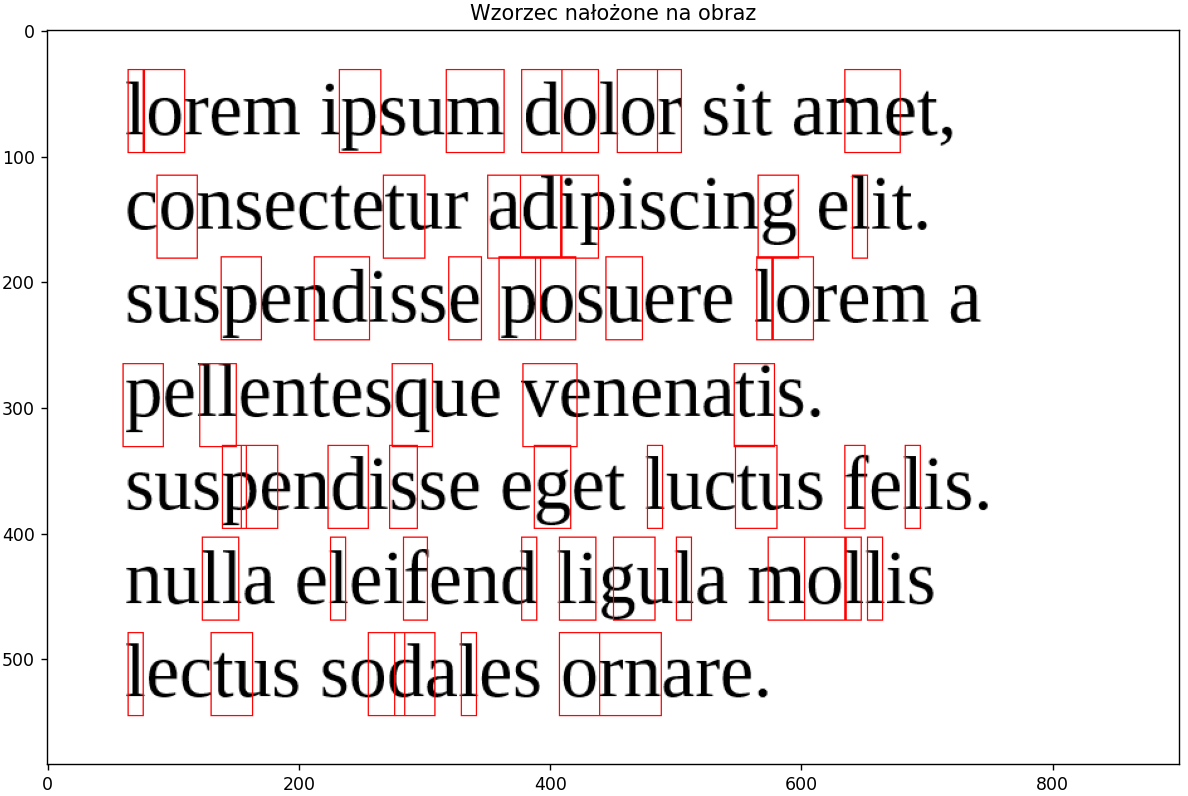 Wzorzec nałożone na obraz
0
lorem ipsum dolor sit amet,
100
consectetur adipiscing elit.
200
suspendisse posuere lorem a
300
pellentesque venenatis.
suspendisse eget luctus felis.
400
nulla eleifend ligula mollis
500
lectus sodales ornare.
0 200 400 600 800